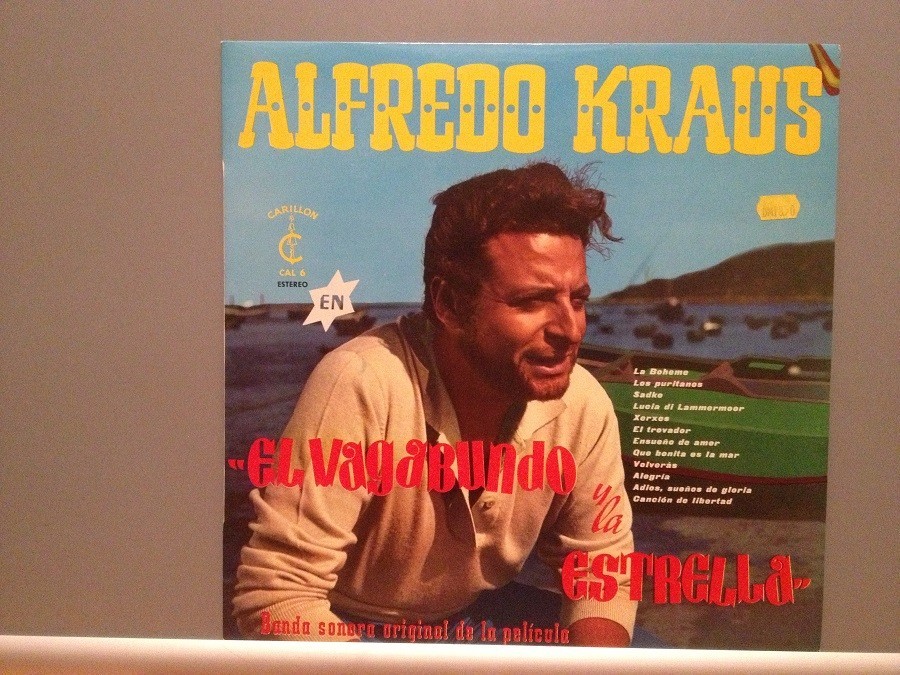 ALFREDO KRAUS
CARILLON
CAL 6
ESTEREO
EN
La Boheme
Los puritanos
Sadko
Lucia di Lammermoor
Xerxes
El trovador
Ensueño de amor
Que bonita es la mar
Volverás
Alegría
Adios, sueños de gloria
Canción de libertad
"EL VAGABUNDO
y la
ESTRELLA"
Banda sonora original de la película